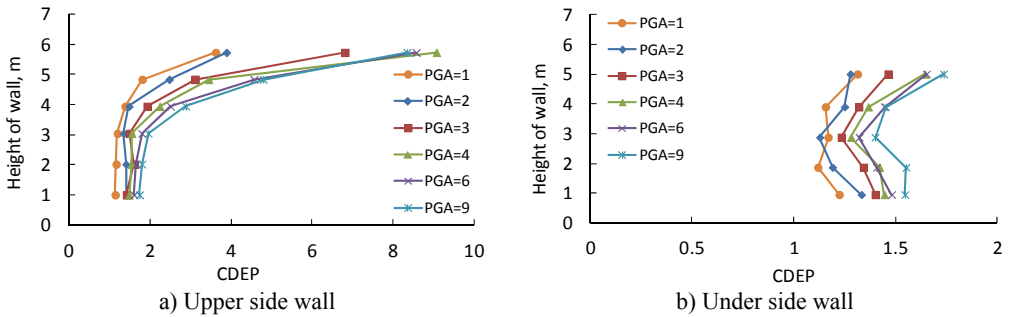 Height of wall, m
7
6
5
4
3
2
1
0
0 2 4 6 8 10
CDEP
PGA=1
PGA=2
PGA=3
PGA=4
PGA=6
PGA=9
a) Upper side wall
Height of wall, m
7
6
5
4
3
2
1
0
0 0.5 1 1.5 2
CDEP
PGA=1
PGA=2
PGA=3
PGA=4
PGA=6
PGA=9
b) Under side wall